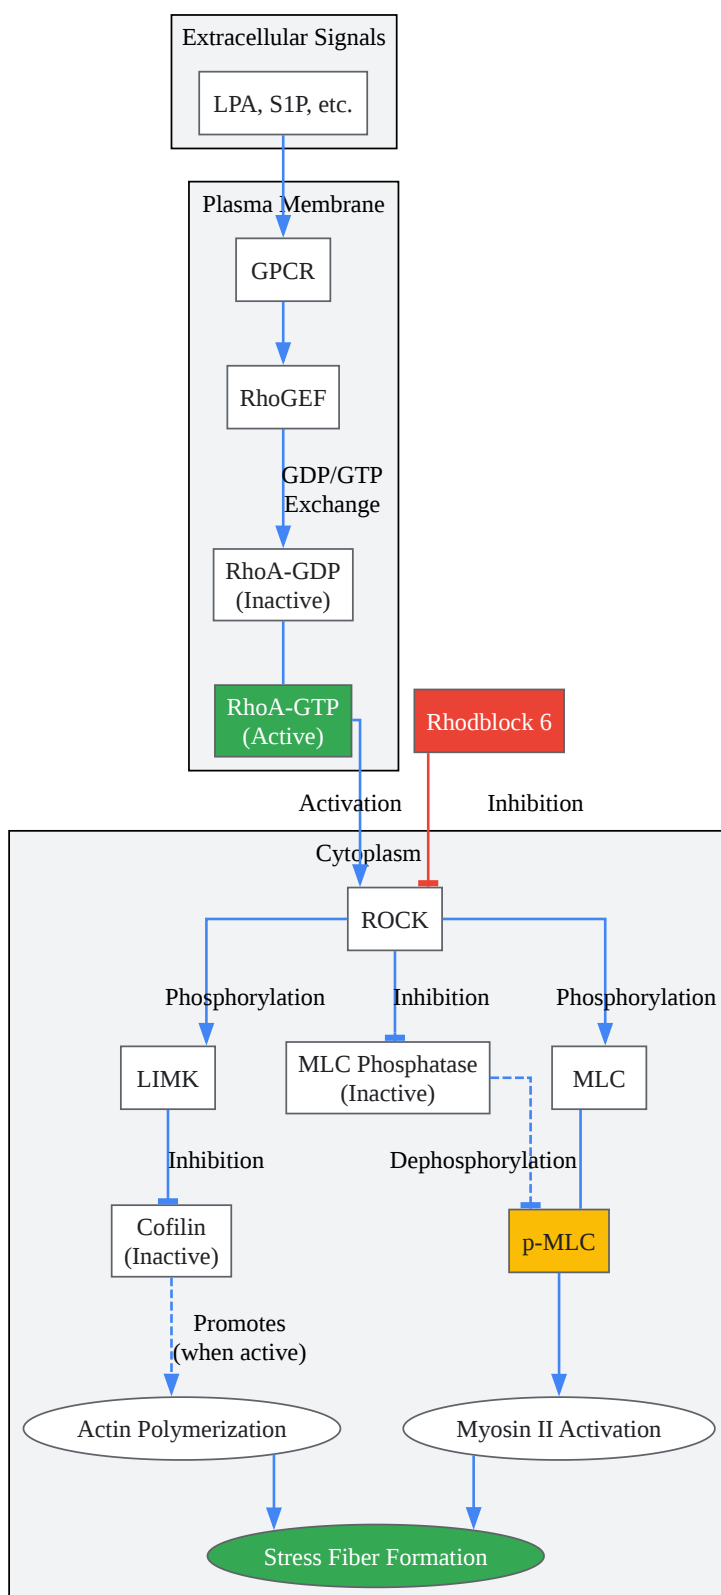 Extracellular Signals
LPA, S1P, etc.
Plasma Membrane
GPCR
RhoGEF
GDP/GTP
Exchange
RhoA-GDP
(Inactive)
RhoA-GTP
(Active)
Rhodblock 6
Activation
Inhibition
Cytoplasm
ROCK
Phosphorylation
Inhibition
Phosphorylation
LIMK
MLC Phosphatase
(Inactive)
MLC
Inhibition
Dephosphorylation
Cofilin
(Inactive)
p-MLC
Promotes
(when active)
Actin Polymerization
Myosin II Activation
Stress Fiber Formation